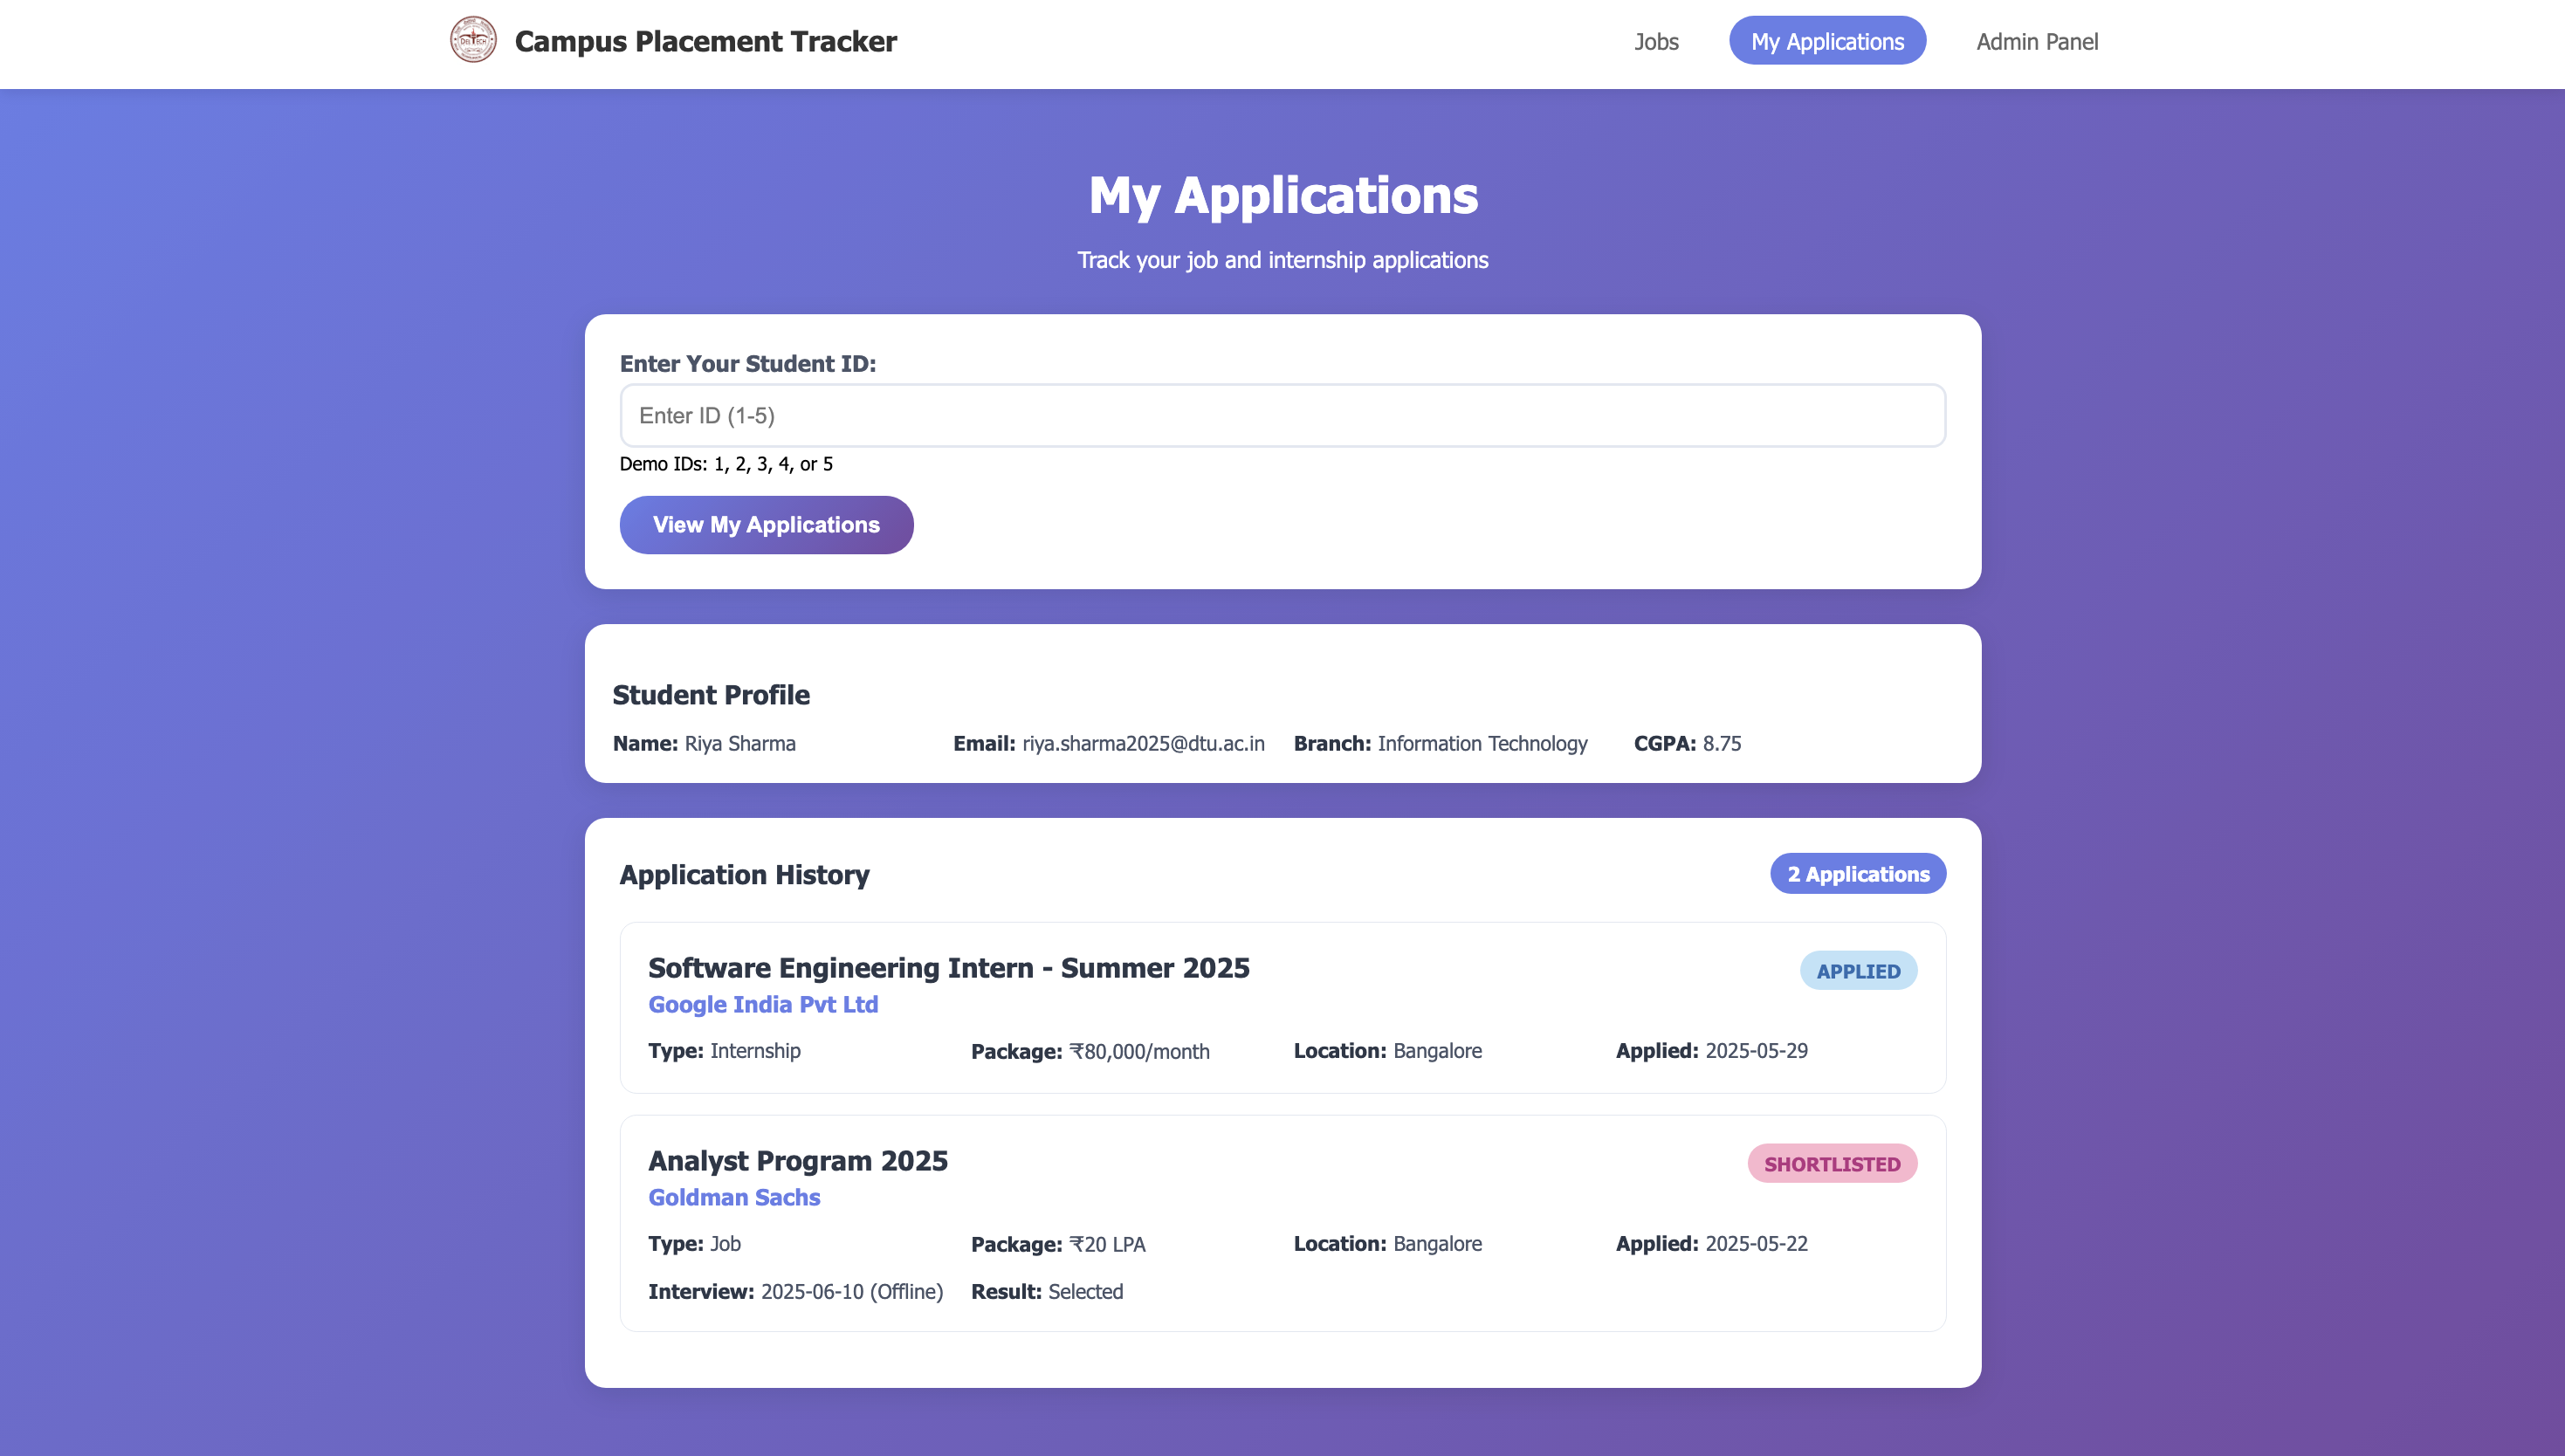 Campus Placement Tracker
Jobs
My Applications
Admin Panel
My Applications
Track your job and internship applications
Enter Your Student ID:
Enter ID (1-5)
Demo IDs: 1, 2, 3, 4, or 5
View My Applications
Student Profile
Name: Riya Sharma
Email: riya.sharma2025@dtu.ac.in
Branch: Information Technology
CGPA: 8.75
Application History
2 Applications
Software Engineering Intern - Summer 2025
APPLIED
Google India Pvt Ltd
Type: Internship
Package: ₹80,000/month
Location: Bangalore
Applied: 2025-05-29
Analyst Program 2025
SHORTLISTED
Goldman Sachs
Type: Job
Package: ₹20 LPA
Location: Bangalore
Applied: 2025-05-22
Interview: 2025-06-10 (Offline)
Result: Selected